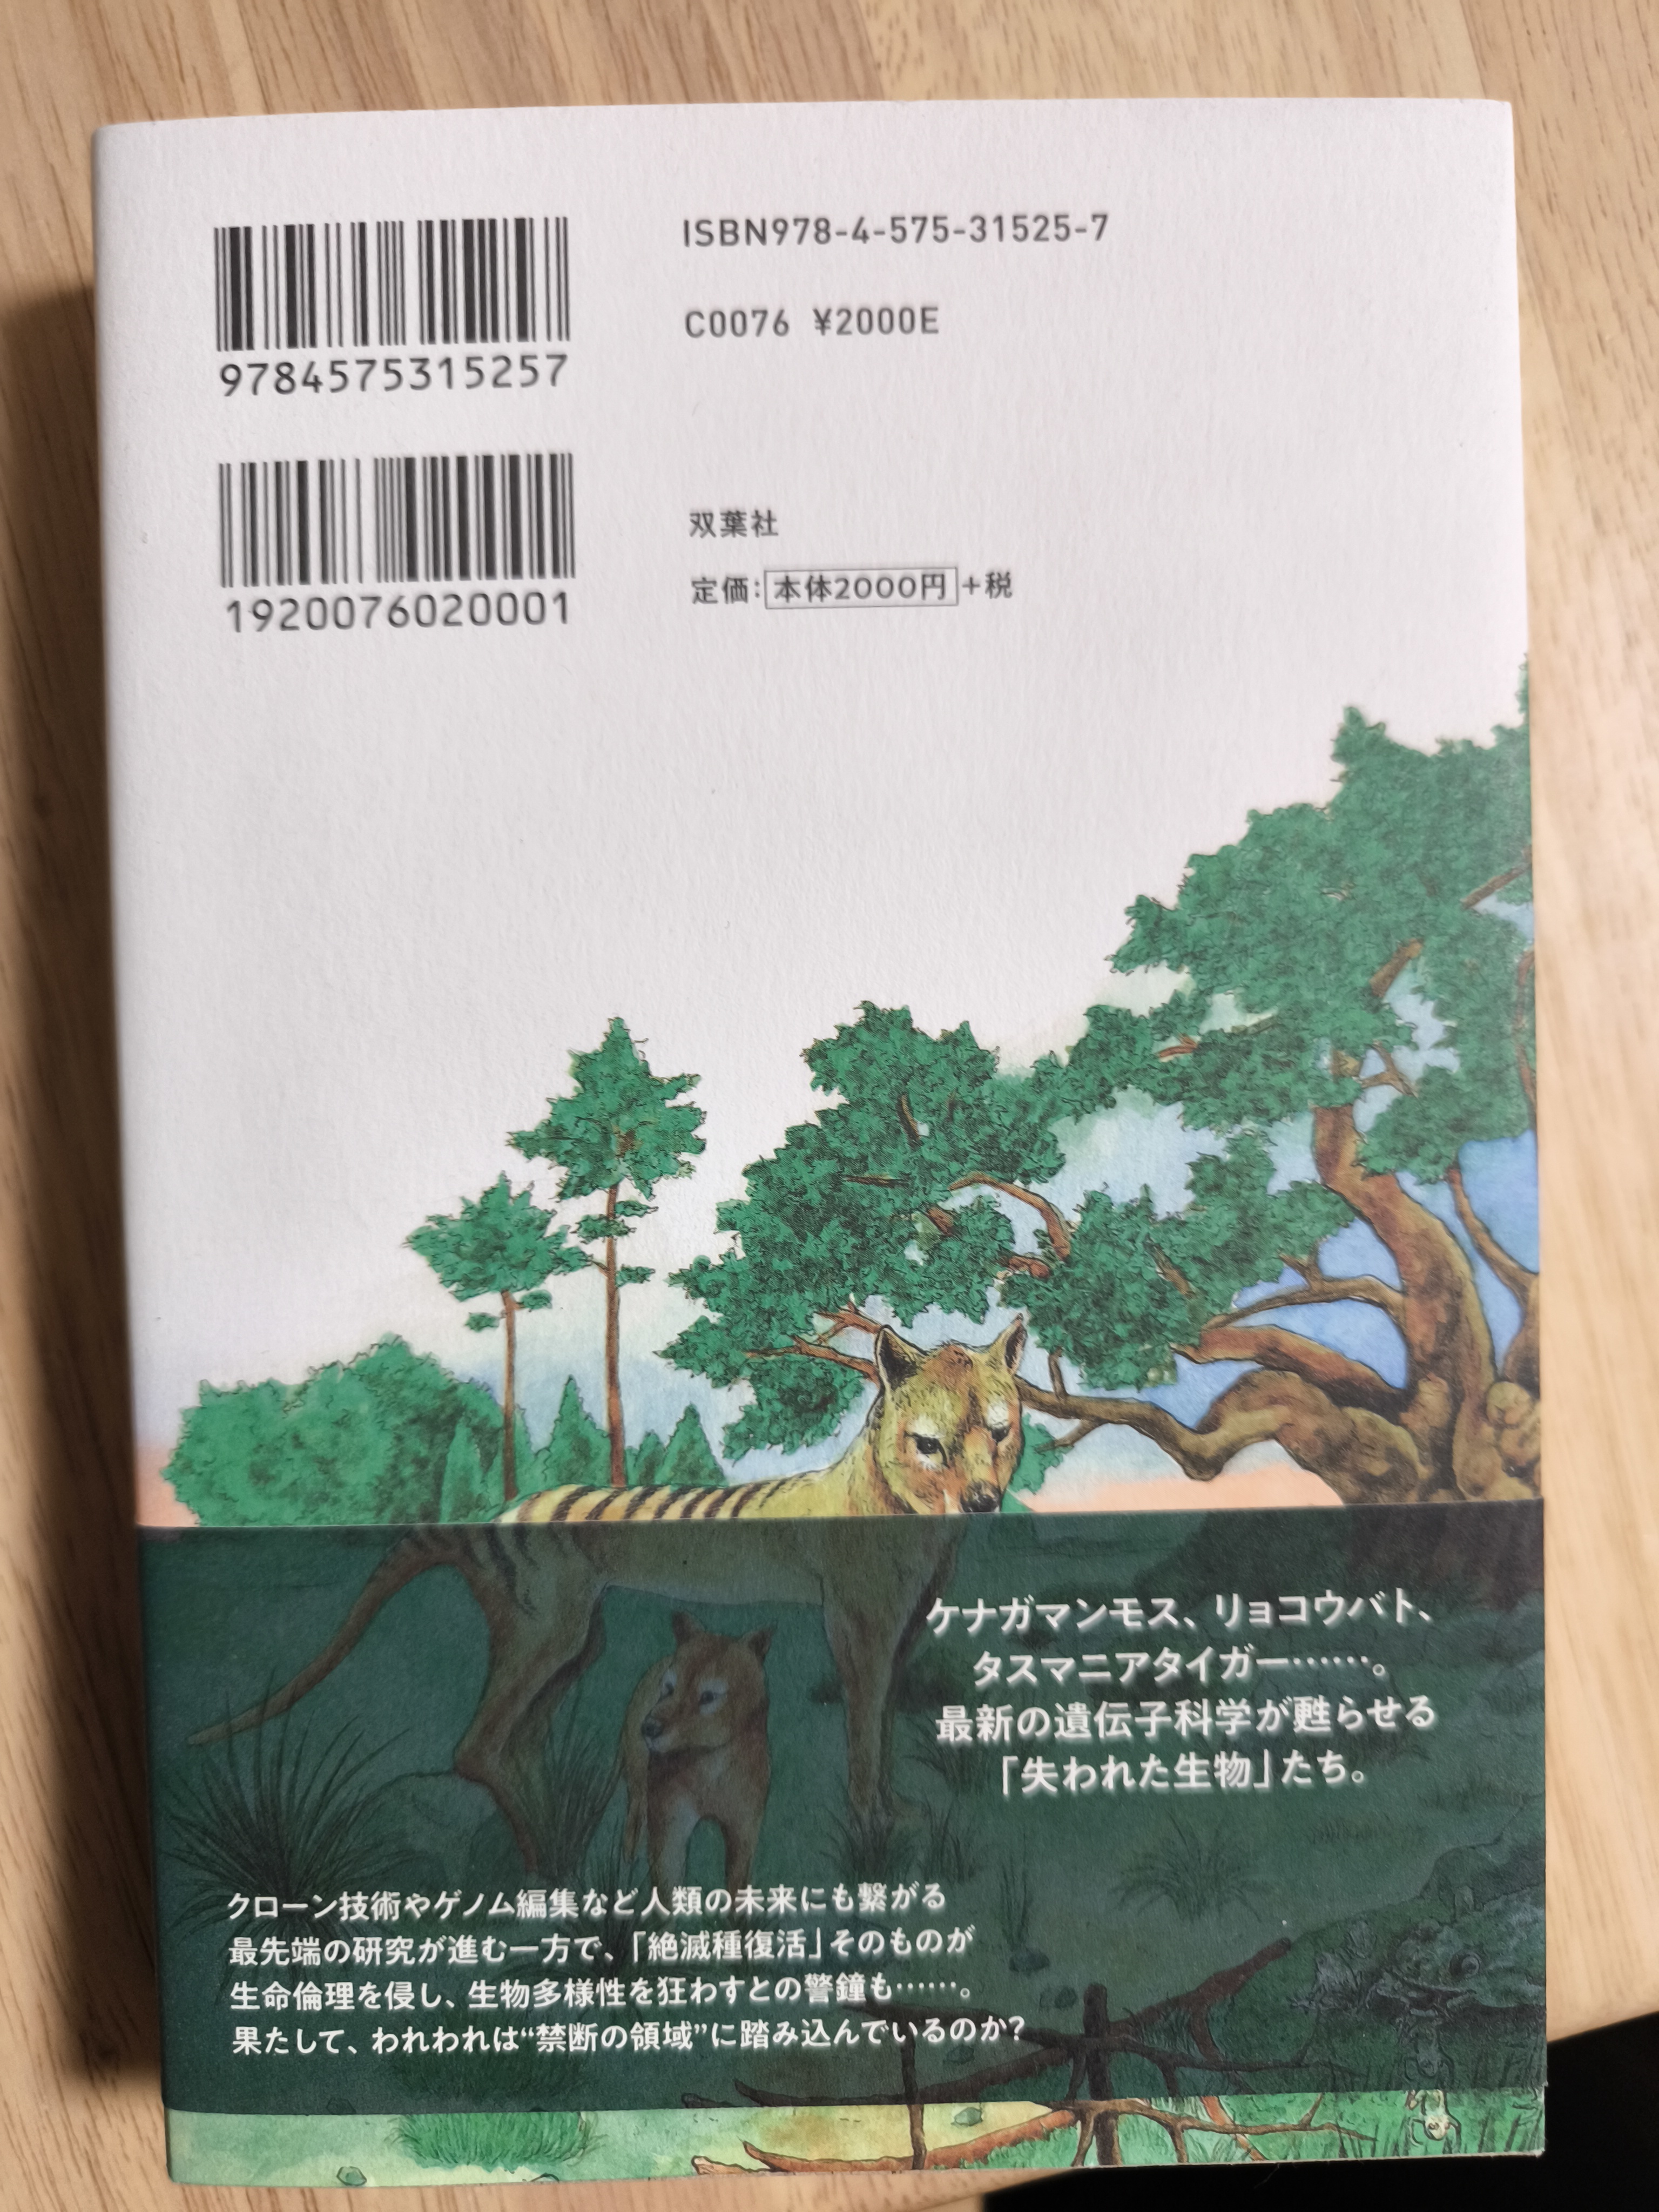 9784575315257
ISBN978-4-575-31525-7
C0076 ¥2000E
1920076020001
双葉社
定価：本体2000円+税
ケナガマンモス、リョコウバト、
タスマニアタイガー……。
最新の遺伝子科学が甦らせる
「失われた生物」たち。
クローン技術やゲノム編集など人類の未来にも繋がる
最先端の研究が進む一方で、「絶滅種復活」そのものが
生命倫理を侵し、生物多様性を狂わすとの警鐘も……。
果たして、われわれは“禁断の領域”に踏み込んでいるのか?